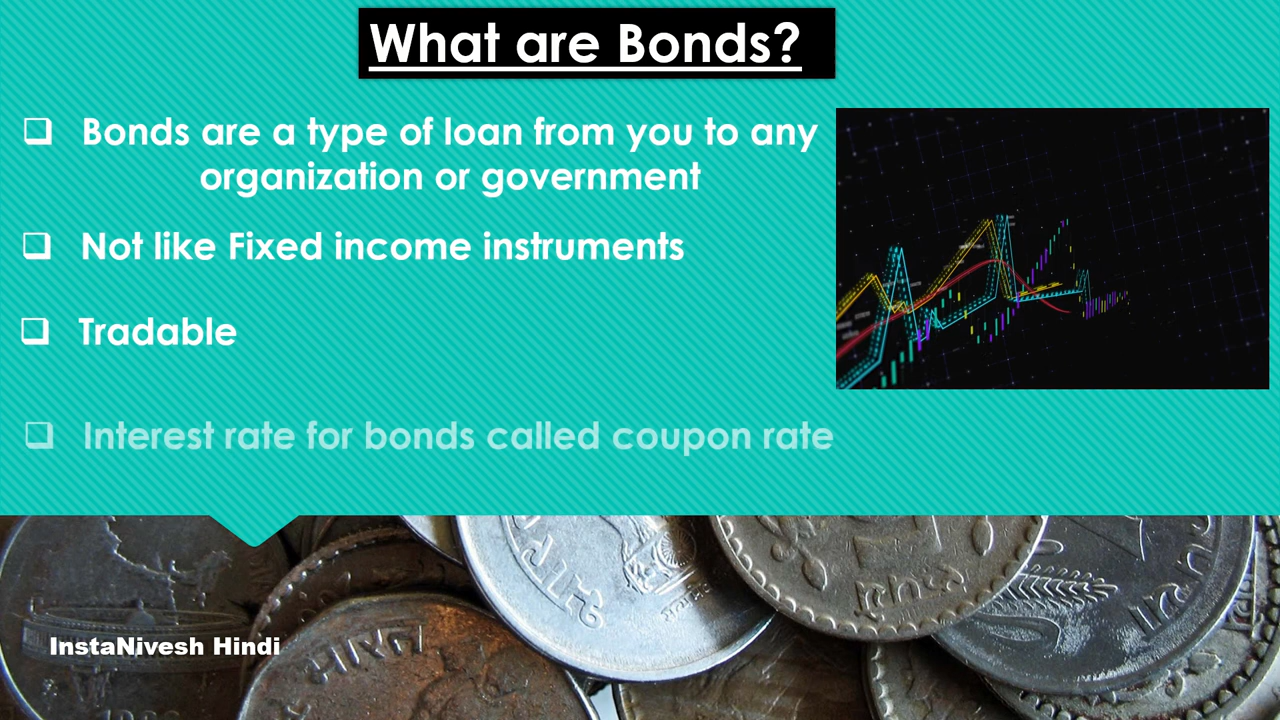 What are Bonds?
Bonds are a type of loan from you to any
organization or government
Not like Fixed income instruments
Tradable
Interest rate for bonds called coupon rate
InstaNivesh Hindi